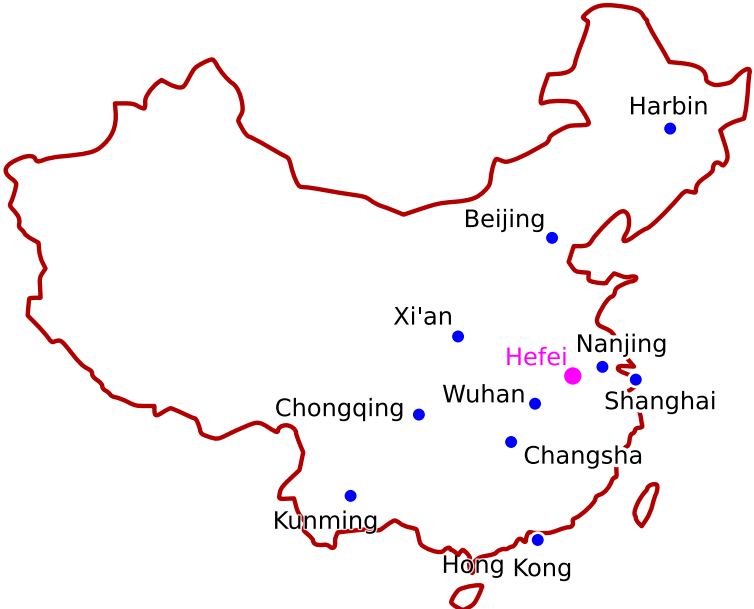 Harbin
Beijing
Xi'an
Nanjing
Hefei
Wuhan
Shanghai
Chongqing
Changsha
Kunming
Hong Kong